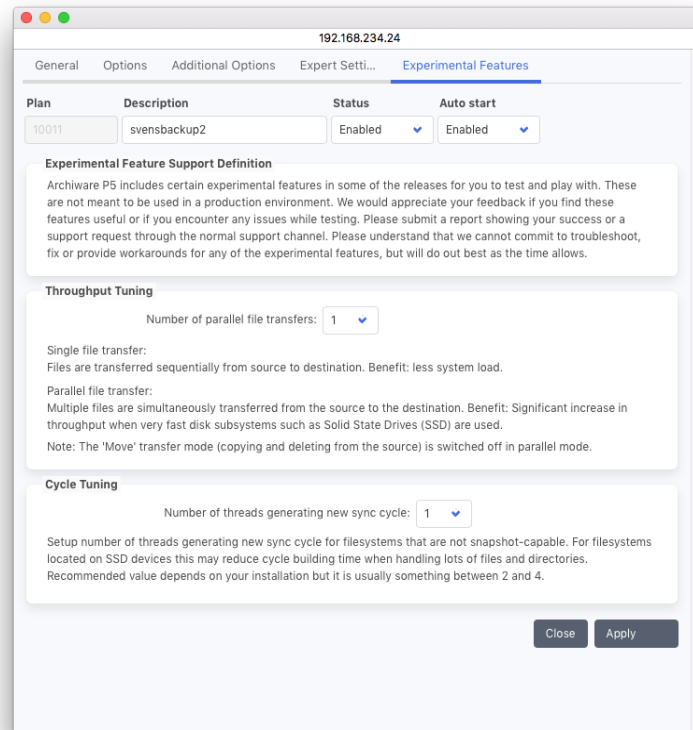 192.168.234.24
General Options Additional Options Expert Setti... Experimental Features
Plan Description Status Auto start
10011 svensbackup2 Enabled Enabled
Experimental Feature Support Definition
Archiware P5 includes certain experimental features in some of the releases for you to test and play with. These
are not meant to be used in a production environment. We would appreciate your feedback if you find these
features useful or if you encounter any issues while testing. Please submit a report showing your success or a
support request through the normal support channel. Please understand that we cannot commit to troubleshoot,
fix or provide workarounds for any of the experimental features, but will do out best as the time allows.
Throughput Tuning
Number of parallel file transfers: 1
Single file transfer:
Files are transferred sequentially from source to destination. Benefit: less system load.
Parallel file transfer:
Multiple files are simultaneously transferred from the source to the destination. Benefit: Significant increase in
throughput when very fast disk subsystems such as Solid State Drives (SSD) are used.
Note: The 'Move' transfer mode (copying and deleting from the source) is switched off in parallel mode.
Cycle Tuning
Number of threads generating new sync cycle: 1
Setup number of threads generating new sync cycle for filesystems that are not snapshot-capable. For filesystems
located on SSD devices this may reduce cycle building time when handling lots of files and directories.
Recommended value depends on your installation but it is usually something between 2 and 4.
Close Apply